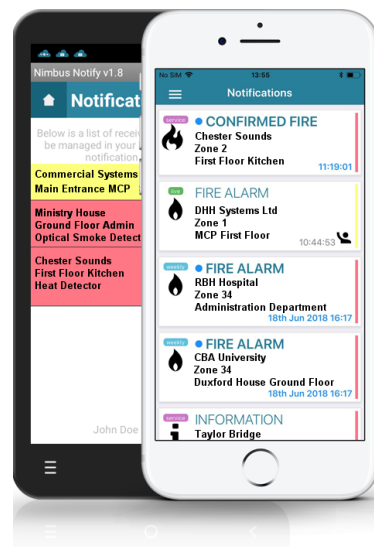 Nimbus Notify v1.8
Notificat
Below is a list of recei
be managed in your
notification
Commercial Systems
Main Entrance MCP
Ministry House
Ground Floor Admin
Optical Smoke Detect
Chester Sounds
First Floor Kitchen
Heat Detector
John Doe
No SIM
13:55
Notifications
service
CONFIRMED FIRE
Chester Sounds
Zone 2
First Floor Kitchen
11:19:01
live
FIRE ALARM
DHH Systems Ltd
Zone 1
MCP First Floor
10:44:53
weekly
FIRE ALARM
RBH Hospital
Zone 34
Administration Department
18th Jun 2018 16:17
weekly
FIRE ALARM
CBA University
Zone 34
Duxford House Ground Floor
18th Jun 2018 16:17
service
INFORMATION
Taylor Bridge